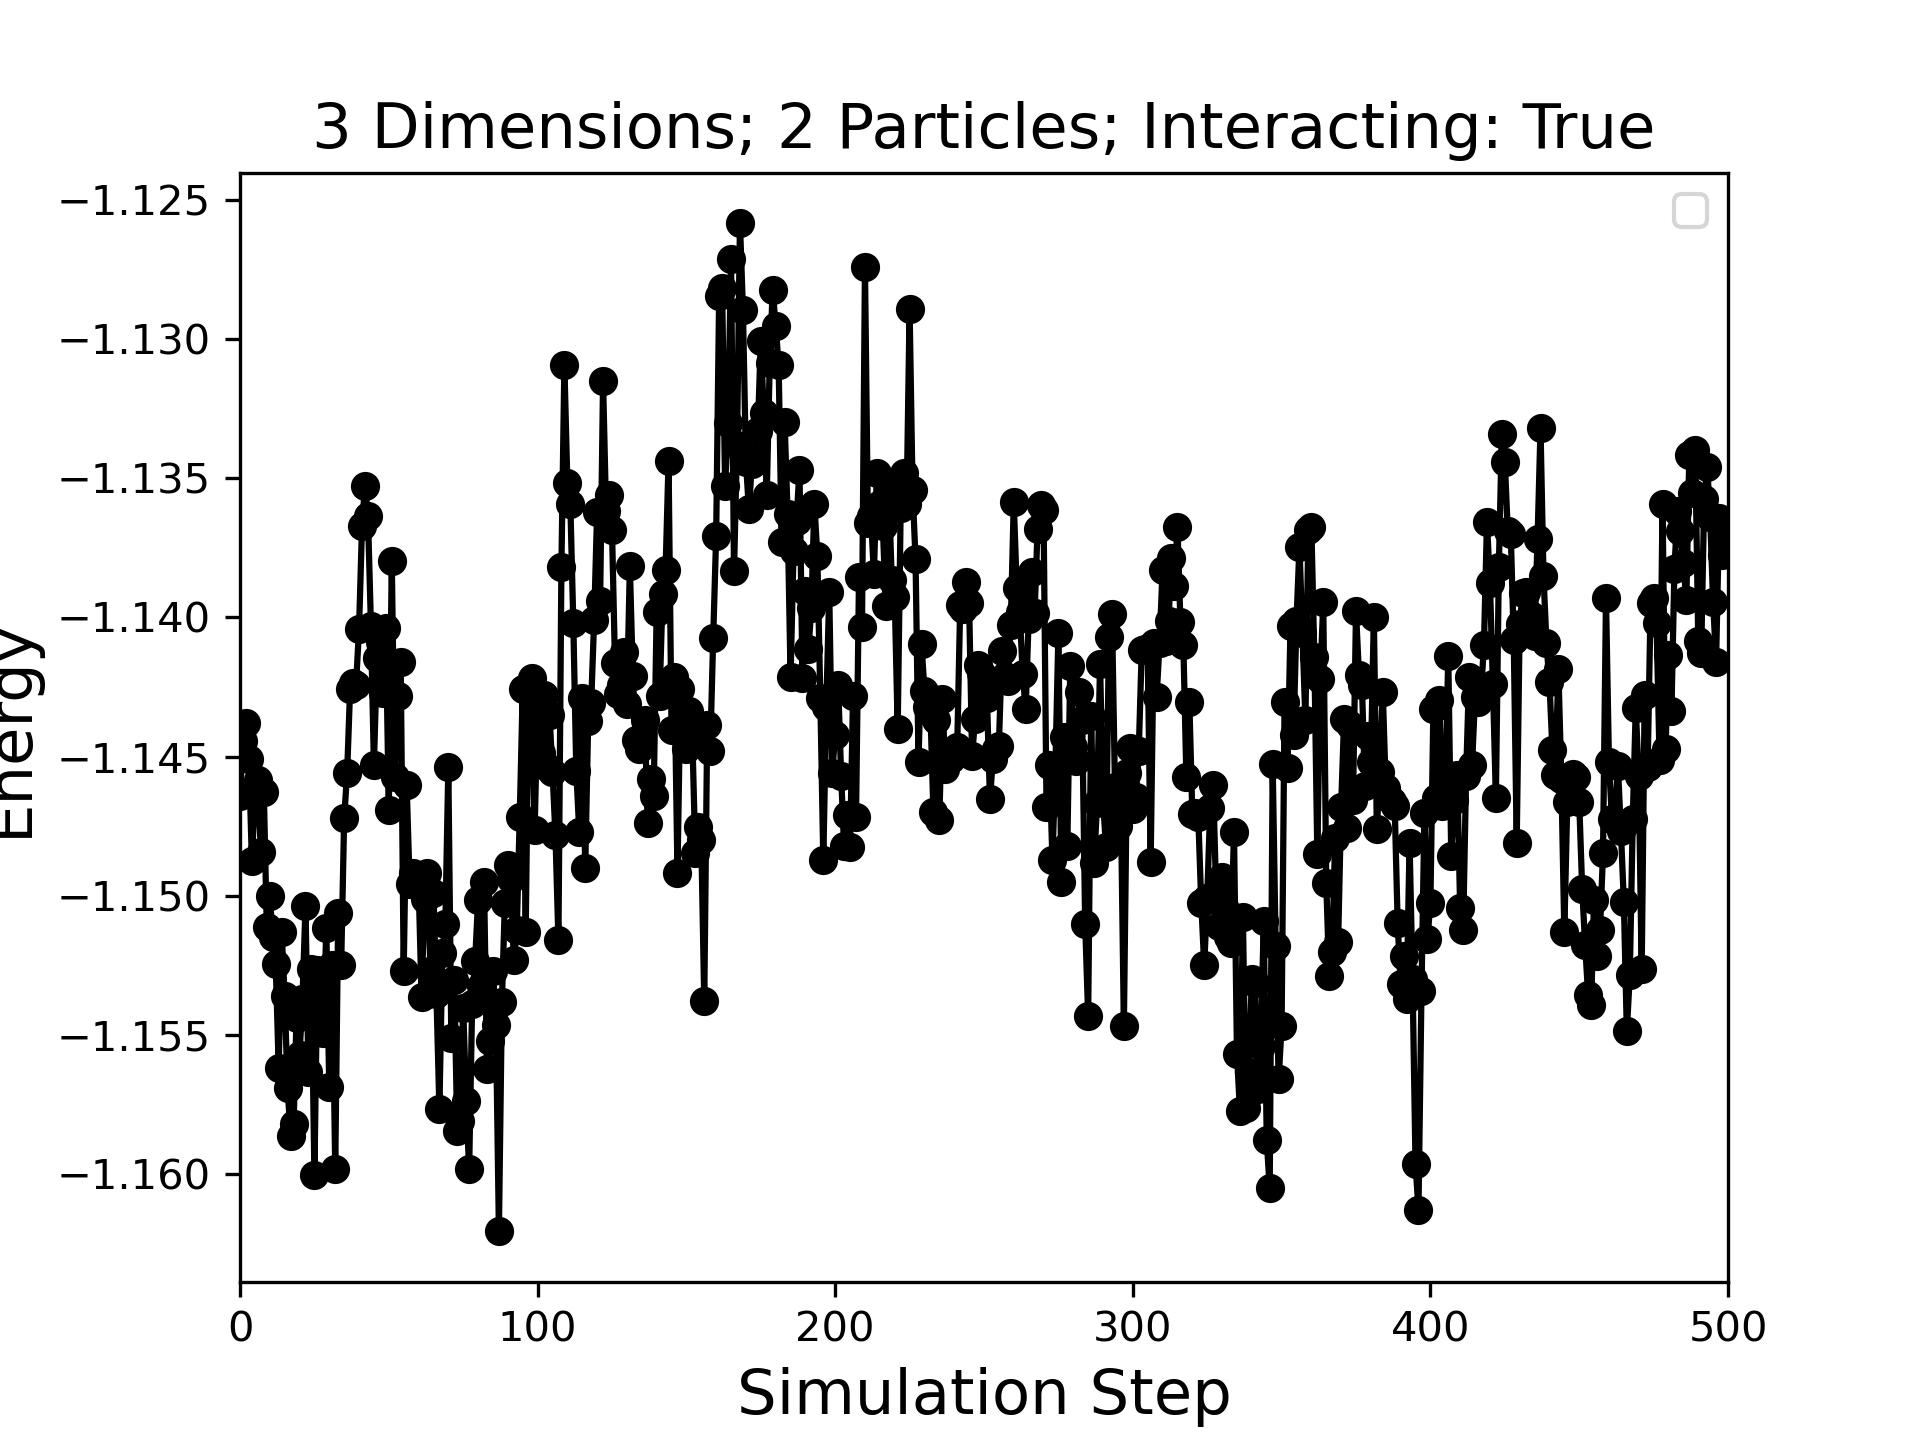 3 Dimensions; 2 Particles; Interacting: True
Energy
−1.125
−1.130
−1.135
−1.140
−1.145
−1.150
−1.155
−1.160
0 100 200 300 400 500
Simulation Step